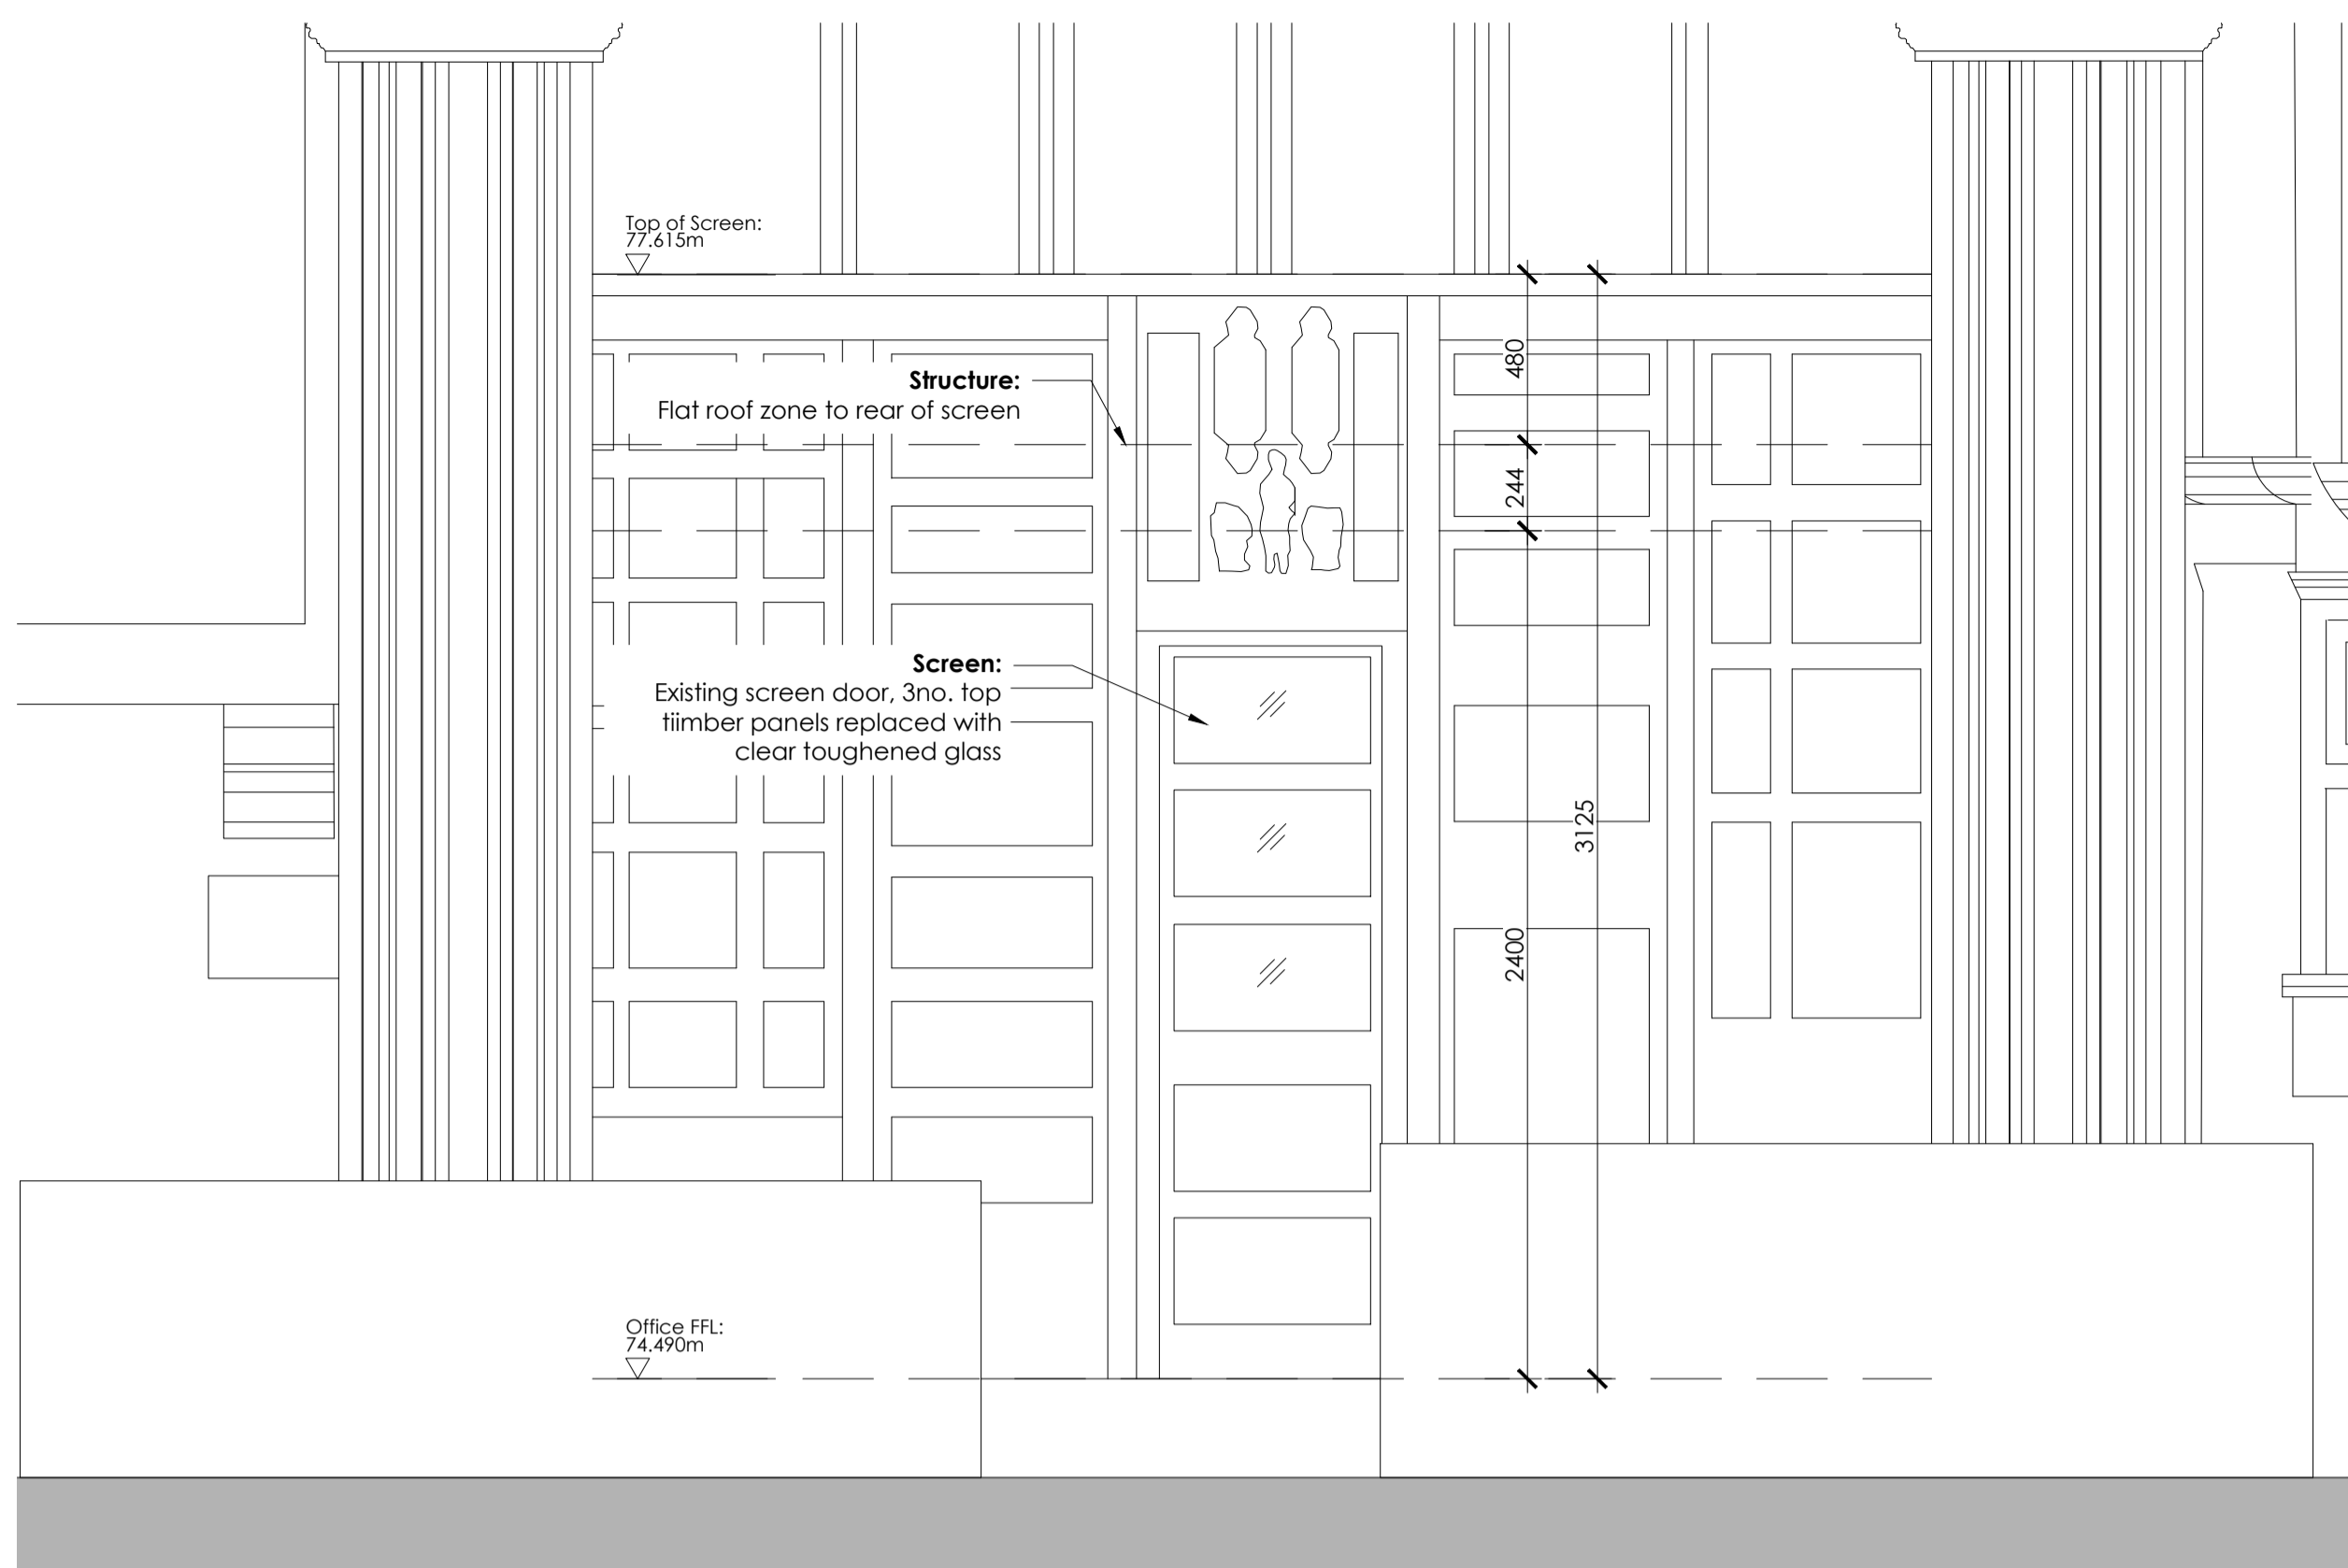 Top of Screen:
77.615m
Structure:
Flat roof zone to rear of screen
480
244
Screen:
Existing screen door, 3no. top
tiimber panels replaced with
clear toughened glass
3125
2400
Office FFL:
74.490m